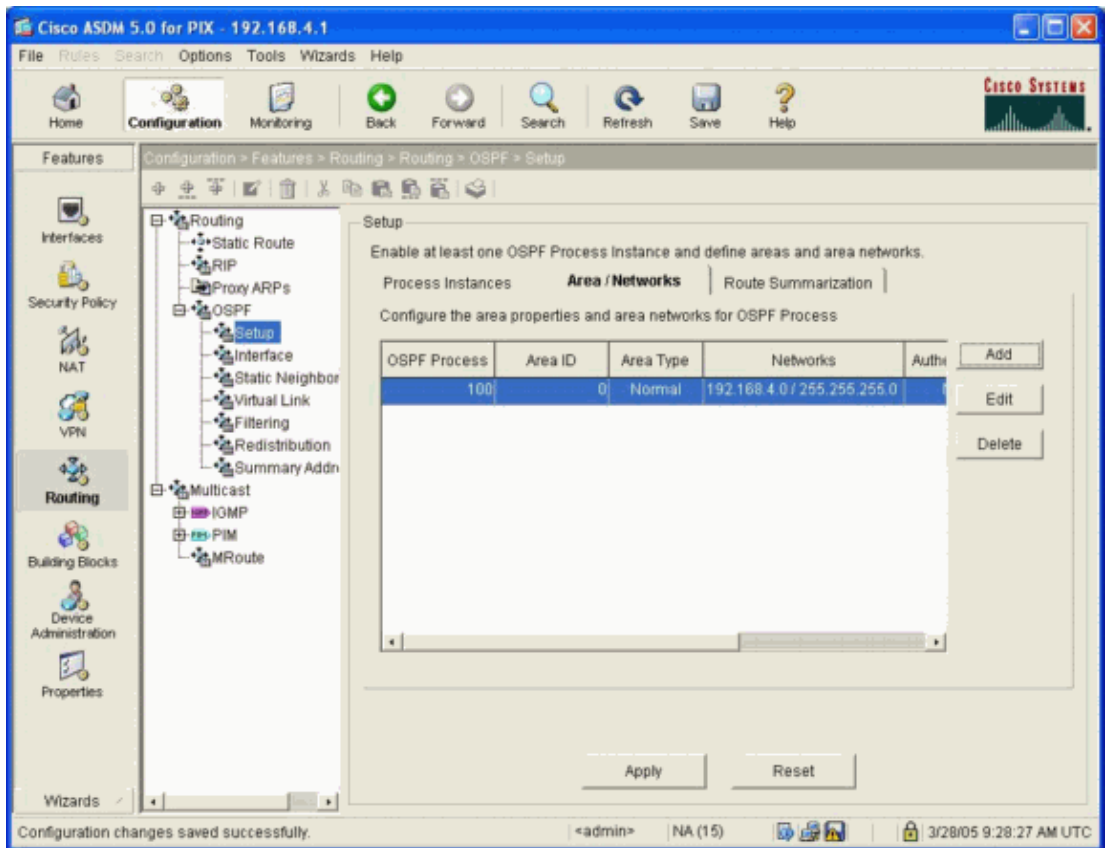 Cisco ASDM 5.0 for PIX - 192.168.4.1
File Rules Search Options Tools Wizards Help
Home Configuration Monitoring Back Forward Search Refresh Save Help
CISCO SYSTEMS
Features
Configuration > Features > Routing > Routing > OSPF > Setup
Interfaces
Security Policy
NAT
VPN
Routing
Building Blocks
Device Administration
Properties
Wizards
Routing
Static Route
RIP
Proxy ARPs
OSPF
Setup
Interface
Static Neighbor
Virtual Link
Filtering
Redistribution
Summary Addr
Multicast
IGMP
PIM
MRoute
Setup
Enable at least one OSPF Process Instance and define areas and area networks.
Process Instances Area / Networks Route Summarization
Configure the area properties and area networks for OSPF Process
OSPF Process Area ID Area Type Networks Authe
100 0 Normal 192.168.4.0 / 255.255.255.0
Add
Edit
Delete
Apply Reset
Configuration changes saved successfully. <admin> NA (15) 3/28/05 9:28:27 AM UTC